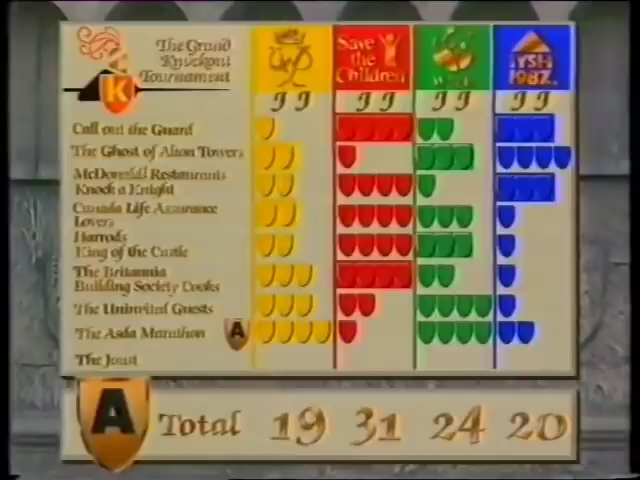 The Grand
Knockout
Tournament
K
Save
the
Children
IYSH
1987.
Call out the Guard
The Ghost of Alton Towers
McDonald Restaurants
Knock a Knight
Canada Life Assurance
Lovers
Harrods
King of the Castle
The Britannia
Building Society Cooks
The Uninvited Guests
The Asda Marathon A
The Joust
A Total 19 31 24 20